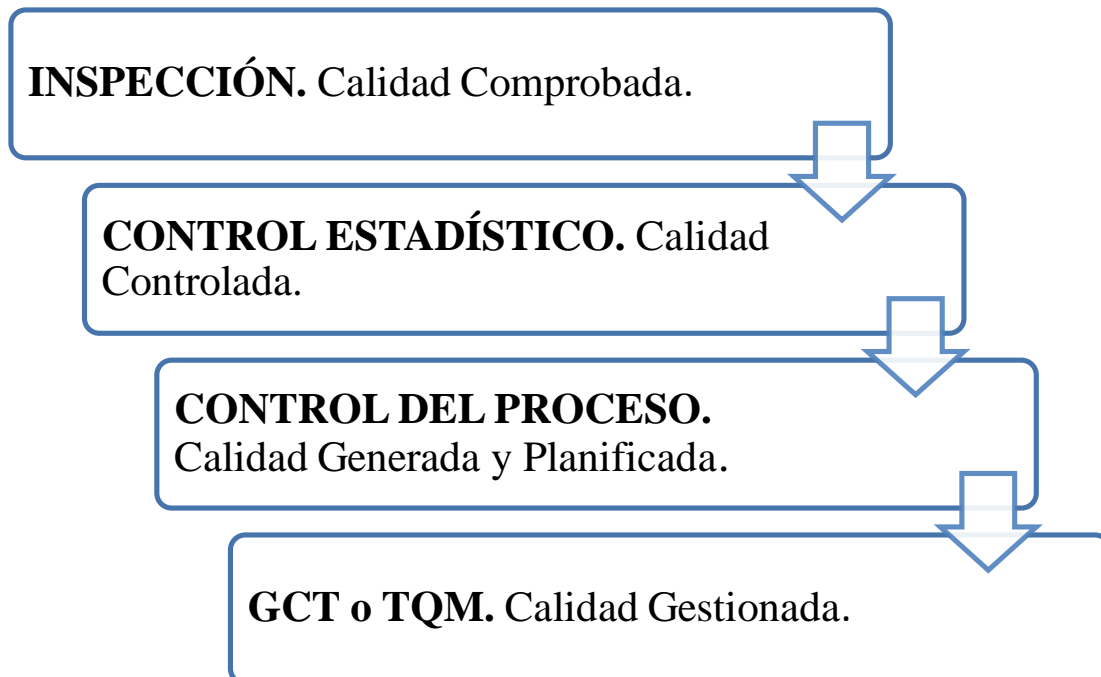 INSPECCIÓN. Calidad Comprobada.
CONTROL ESTADÍSTICO. Calidad
Controlada.
CONTROL DEL PROCESO.
Calidad Generada y Planificada.
GCT o TQM. Calidad Gestionada.